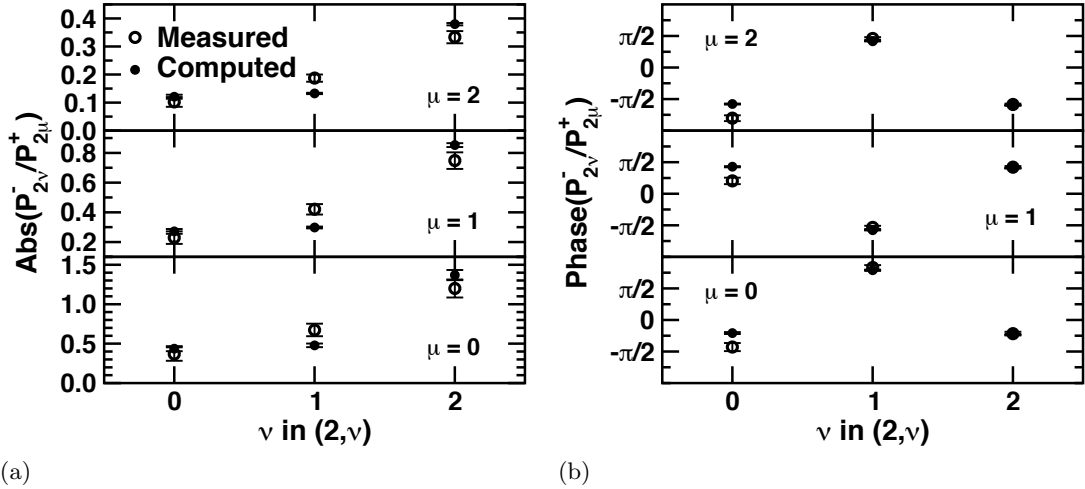 0.4
Measured
0.3
Computed
0.2
0.1
μ = 2
0.0
0.8
0.6
0.4
μ = 1
0.2
1.5
1.0
0.5
μ = 0
0.0
Abs(P⁻₂ᵥ/P⁺₂μ)
0 1 2
ν in (2,ν)
(a)
π/2
μ = 2
0
-π/2
π/2
0
μ = 1
-π/2
π/2
μ = 0
0
-π/2
Phase(P⁻₂ᵥ/P⁺₂μ)
0 1 2
ν in (2,ν)
(b)